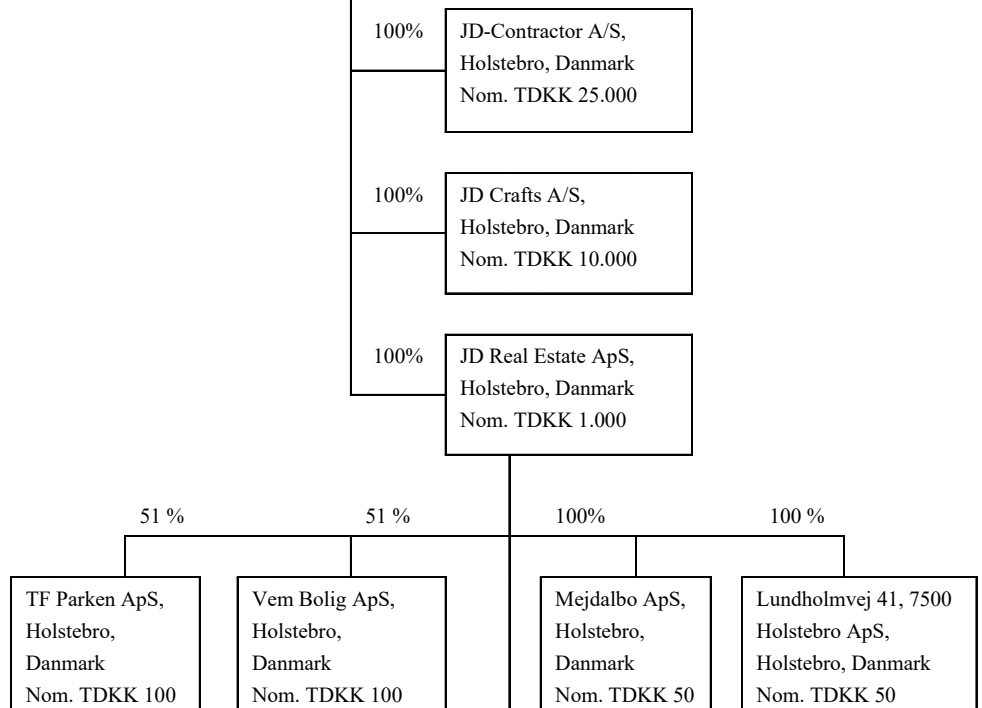 100%
JD-Contractor A/S,
Holstebro, Danmark
Nom. TDKK 25.000
100%
JD Crafts A/S,
Holstebro, Danmark
Nom. TDKK 10.000
100%
JD Real Estate ApS,
Holstebro, Danmark
Nom. TDKK 1.000
51 %
51 %
100%
100 %
TF Parken ApS,
Holstebro,
Danmark
Nom. TDKK 100
Vem Bolig ApS,
Holstebro,
Danmark
Nom. TDKK 100
Mejdalbo ApS,
Holstebro,
Danmark
Nom. TDKK 50
Lundholmvej 41, 7500
Holstebro ApS,
Holstebro, Danmark
Nom. TDKK 50